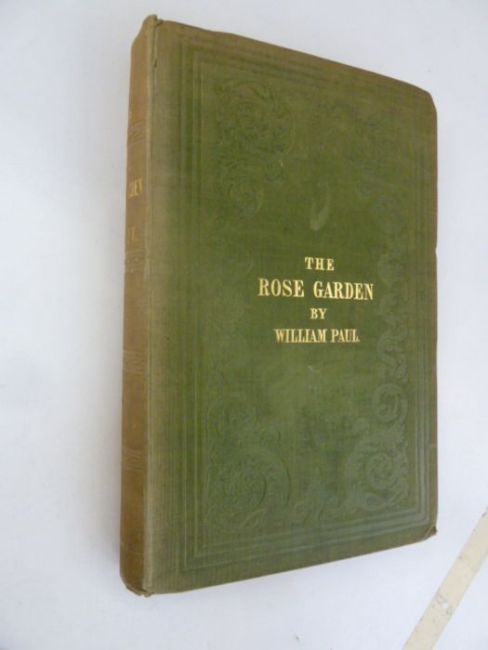 THE
ROSE GARDEN
BY
WILLIAM PAUL.